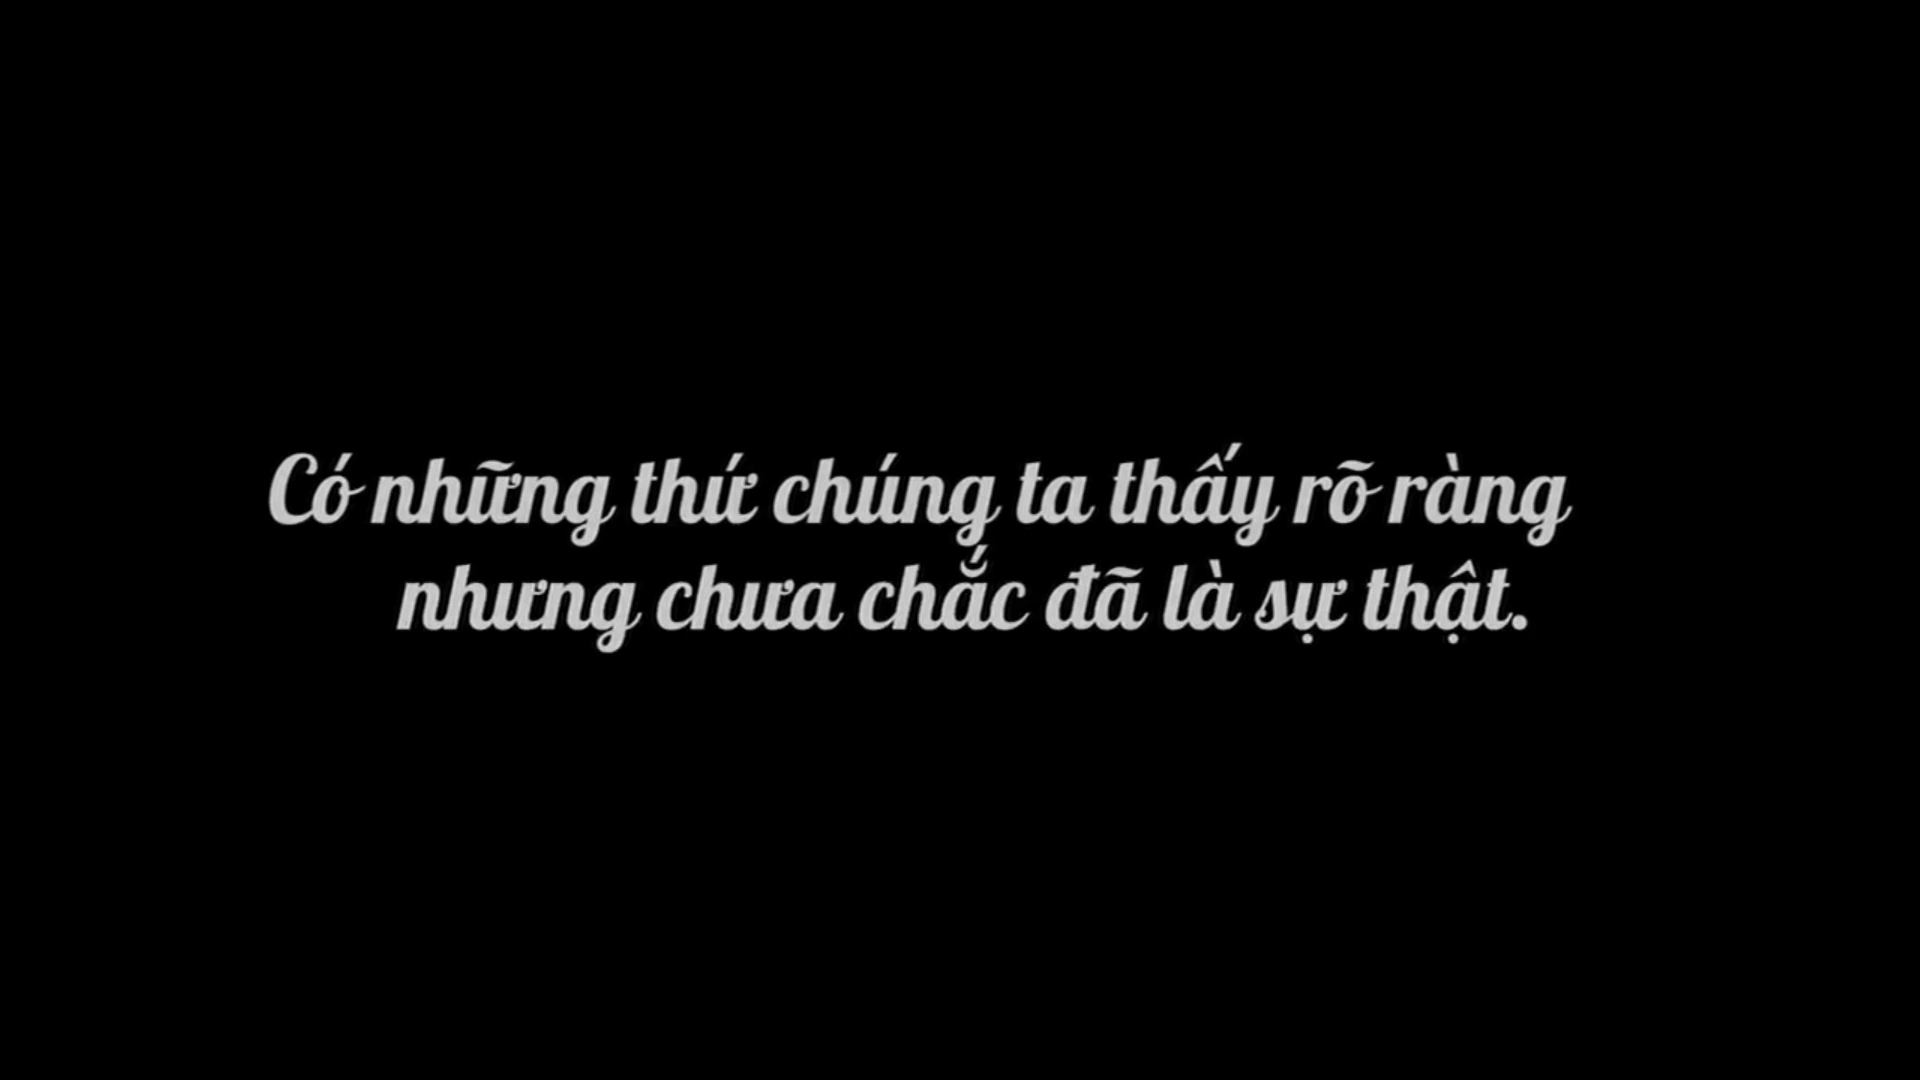 Có những thứ chúng ta thấy rõ ràng
nhưng chưa chắc đã là sự thật.